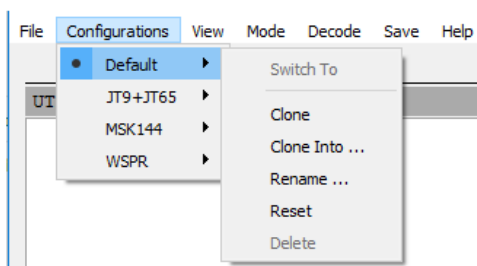 File Configurations View Mode Decode Save Help
Default
JT9+JT65
MSK144
WSPR
Switch To
Clone
Clone Into ...
Rename ...
Reset
Delete
UT